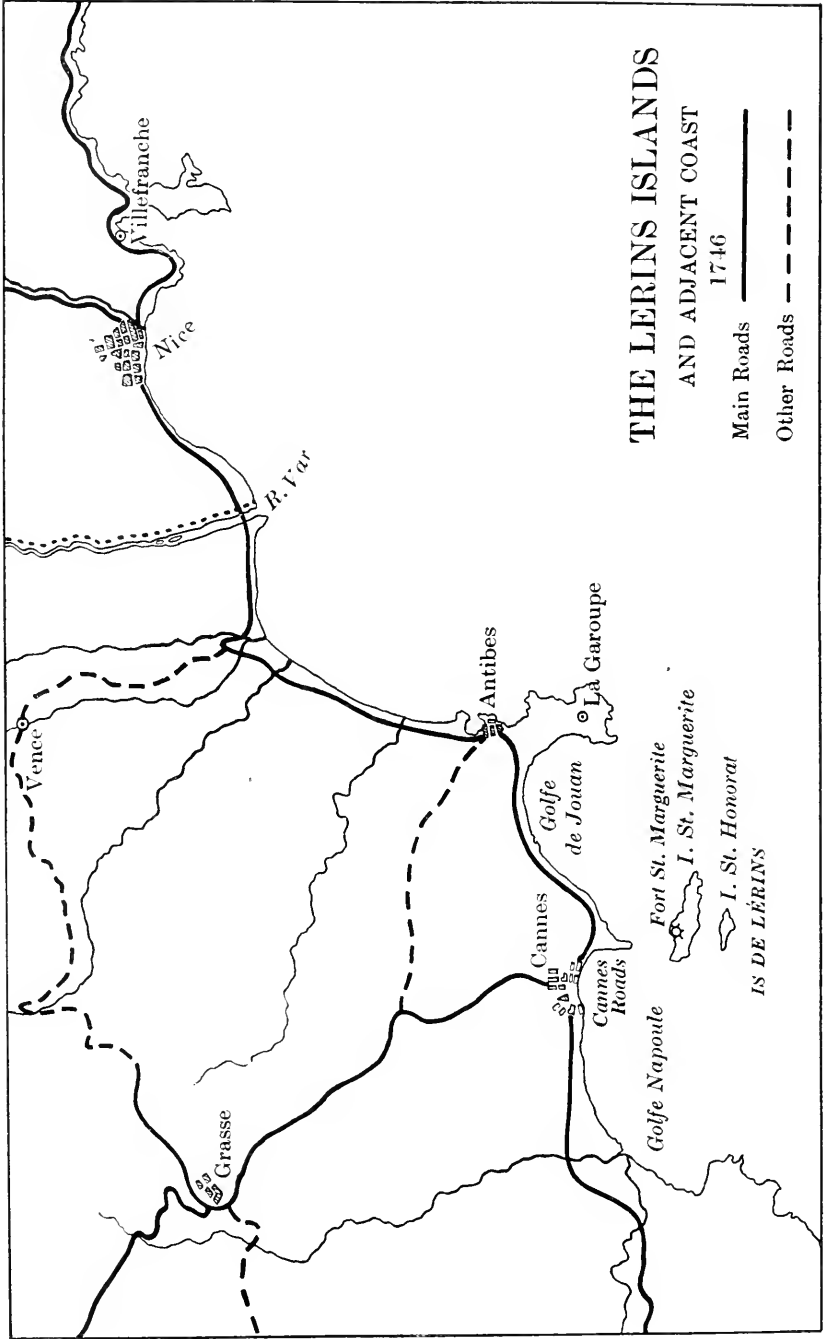 THE LERINS ISLANDS
AND ADJACENT COAST
1746
Main Roads
Other Roads
Villefranche
Nice
R. Var
Vence
Antibes
La Garoupe
Golfe
de Jouan
Cannes
Cannes
Roads
Grasse
Golfe Napoule
Fort St. Marguerite
I. St. Marguerite
I. St. Honorat
IS DE LÉRINS